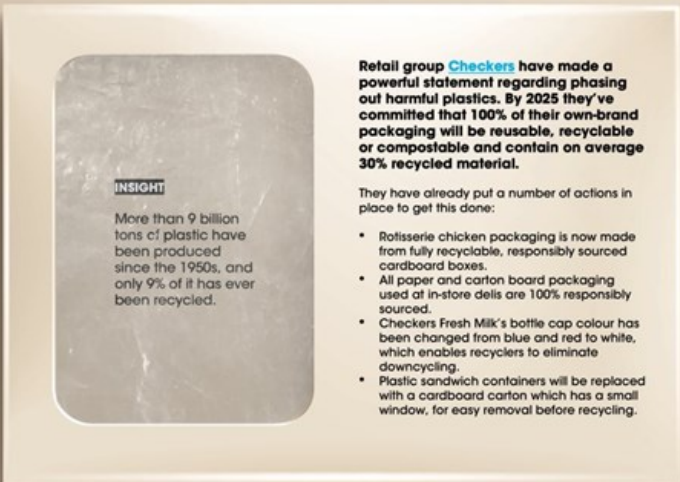 INSIGHT
More than 9 billion
tons of plastic have
been produced
since the 1950s, and
only 9% of it has ever
been recycled.
Retail group Checkers have made a
powerful statement regarding phasing
out harmful plastics. By 2025 they've
committed that 100% of their own-brand
packaging will be reusable, recyclable
or compostable and contain on average
30% recycled material.
They have already put a number of actions in
place to get this done:
• Rotisserie chicken packaging is now made
from fully recyclable, responsibly sourced
cardboard boxes.
• All paper and carton board packaging
used at in-store delis are 100% responsibly
sourced.
• Checkers Fresh Milk's bottle cap colour has
been changed from blue and red to white,
which enables recyclers to eliminate
downcycling.
• Plastic sandwich containers will be replaced
with a cardboard carton which has a small
window, for easy removal before recycling.